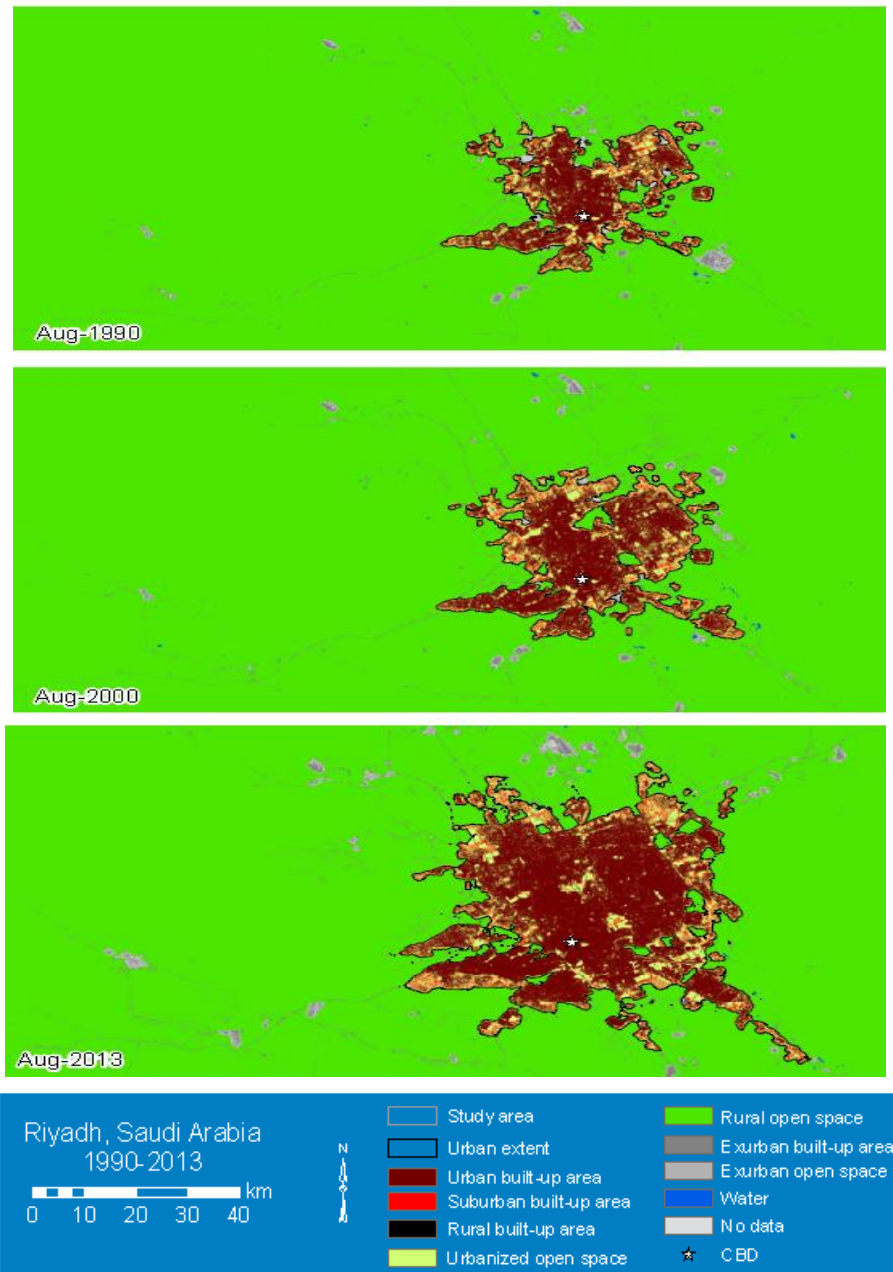 Aug-1990
Aug-2000
Aug-2013
Riyadh, Saudi Arabia
1990-2013
km
0 10 20 30 40
N
Study area
Urban extent
Urban built-up area
Suburban built-up area
Rural built-up area
Urbanized open space
Rural open space
Exurban built-up area
Exurban open space
Water
No data
CBD